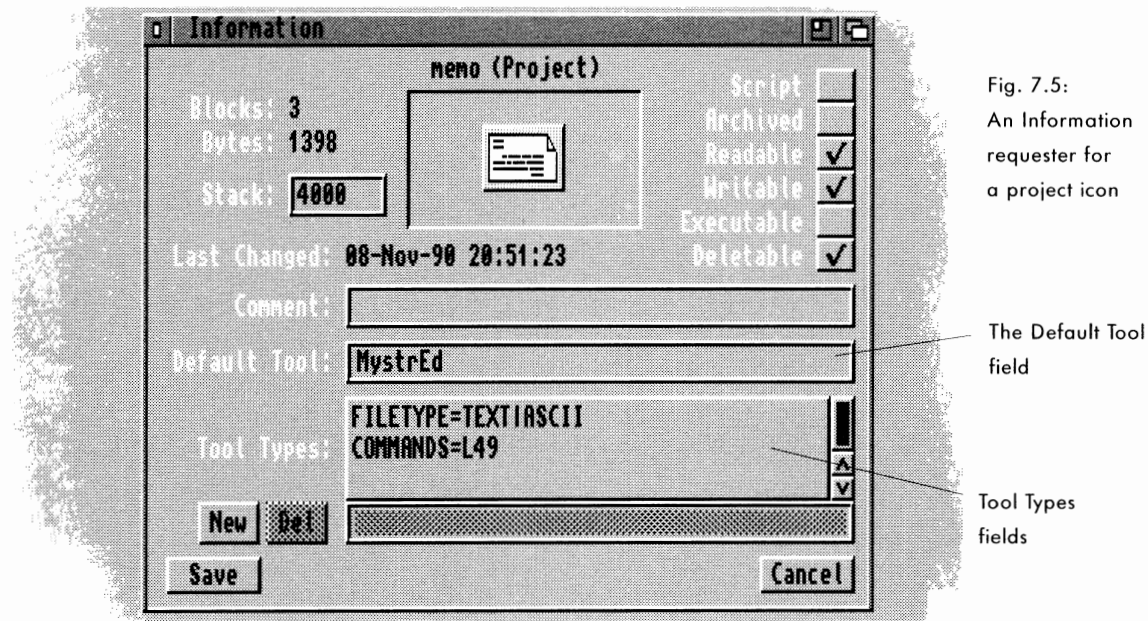 Information
memo (Project)
Blocks: 3
Bytes: 1398
Stack: 4000
Script
Archived
Readable
Writable
Executable
Deletable
Last Changed: 08-Nov-90 20:51:23
Comment:
Default Tool: MystrEd
Tool Types: FILETYPE=TEXT|ASCII
COMMANDS=L49
New Del
Save Cancel
Fig. 7.5:
An Information
requester for
a project icon
The Default Tool
field
Tool Types
fields